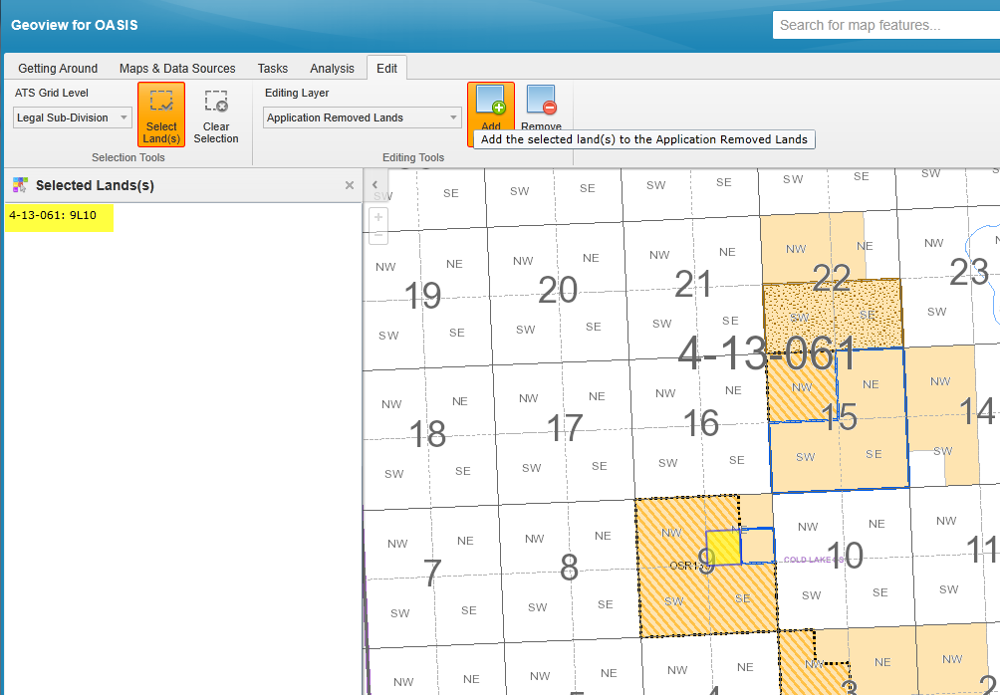 Geoview for OASIS
Search for map features...
Getting Around Maps & Data Sources Tasks Analysis Edit
ATS Grid Level
Legal Sub-Division
Select
Land(s)
Clear
Selection
Selection Tools
Editing Layer
Application Removed Lands
Add
Remove
Editing Tools
Add the selected land(s) to the Application Removed Lands
Selected Lands(s)
4-13-061: 9L10
SW SE SW SE SW SE SW SE SW
NW NE NW NE NW NE NW NE NW
19 20 21 22 23
SW SE SW SE SW SE SW SE SW
4-13-061
NW NE NW NE NW NE NW NE NW
18 17 16 15 14
SW SE SW SE SW SE SW SE SW
NW NE NW NE NW NE NW NE NW
7 8 9 10 11
COLD LAKE
SW SE SW SE SW SE SW SE SW
NW NE NW NE NW NE NW NE NW
4 3 2